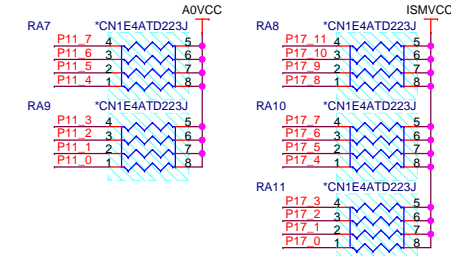 A0VCC
ISMVCC
RA7 *CN1E4ATD223J
P11_7 4 5
P11_6 3 6
P11_5 2 7
P11_4 1 8
RA9 *CN1E4ATD223J
P11_3 4 5
P11_2 3 6
P11_1 2 7
P11_0 1 8
RA8 *CN1E4ATD223J
P17_11 4 5
P17_10 3 6
P17_9 2 7
P17_8 1 8
RA10 *CN1E4ATD223J
P17_7 4 5
P17_6 3 6
P17_5 2 7
P17_4 1 8
RA11 *CN1E4ATD223J
P17_3 4 5
P17_2 3 6
P17_1 2 7
P17_0 1 8